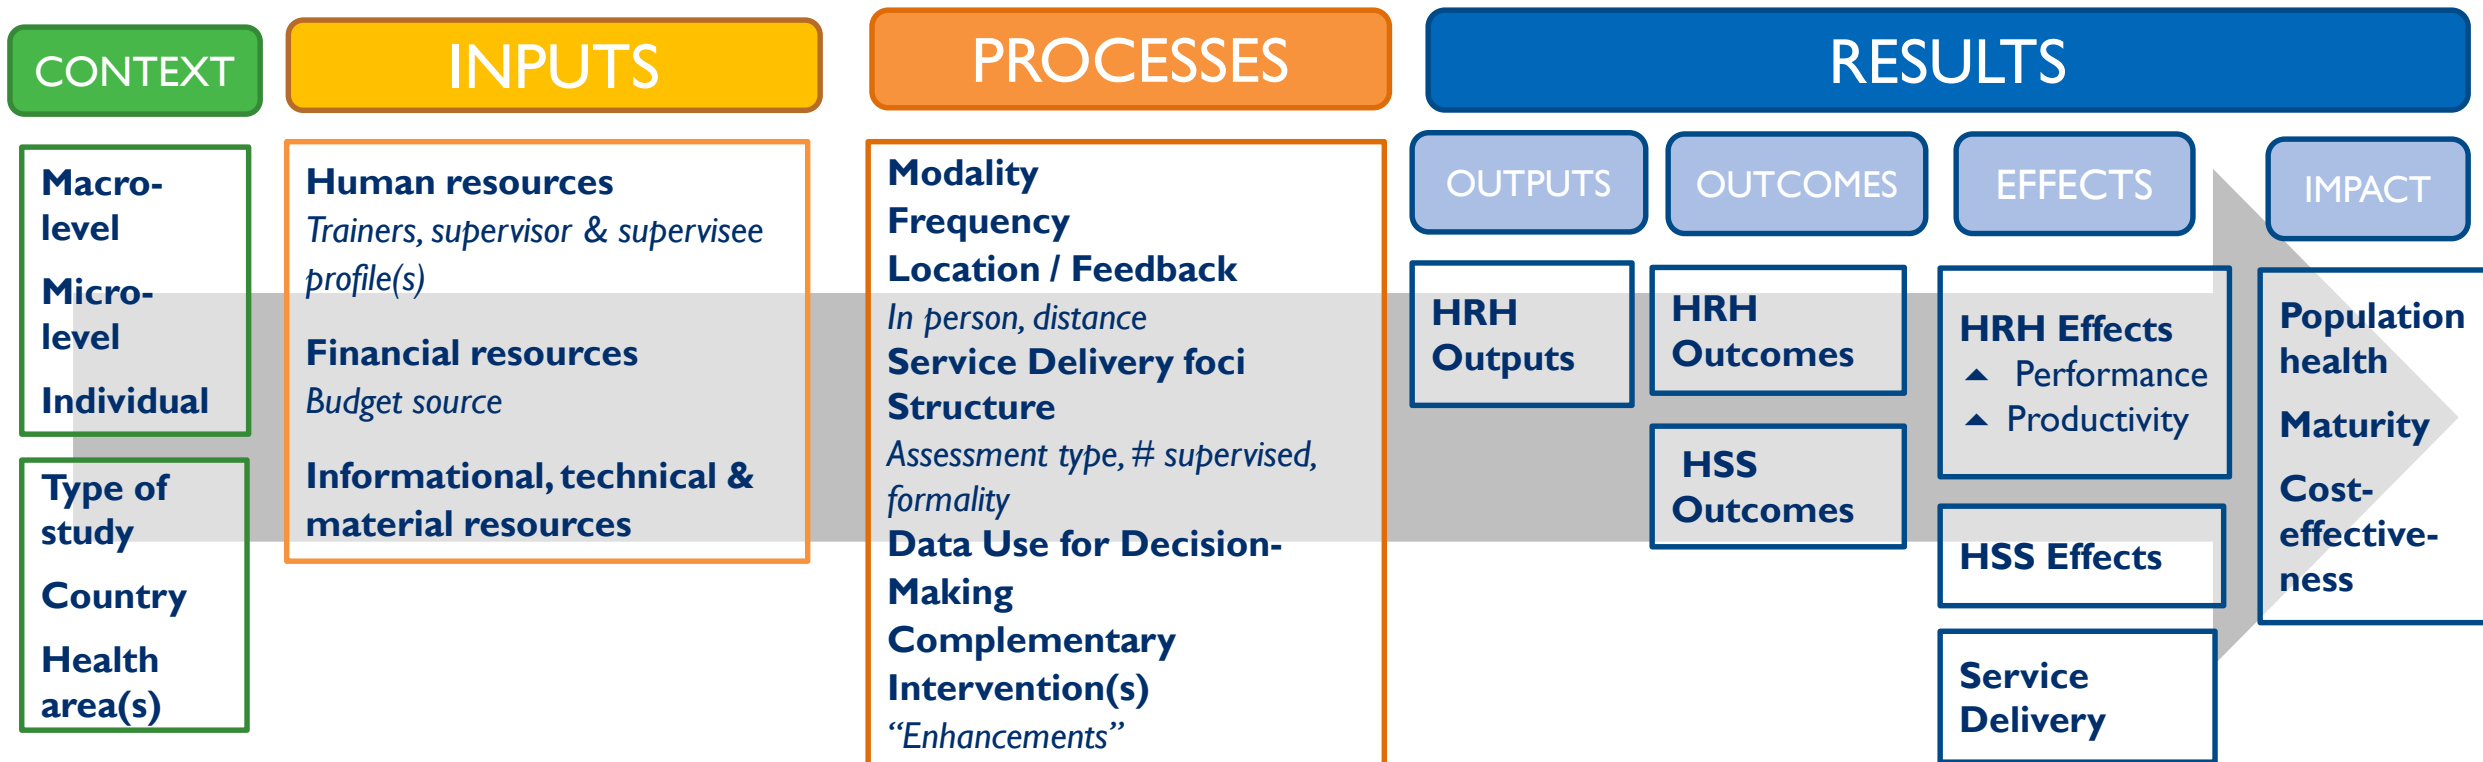 CONTEXT
INPUTS
PROCESSES
RESULTS
Macro-
level
Micro-
level
Individual
Type of
study
Country
Health
area(s)
Human resources
Trainers, supervisor & supervisee
profile(s)
Financial resources
Budget source
Informational, technical &
material resources
Modality
Frequency
Location / Feedback
In person, distance
Service Delivery foci
Structure
Assessment type, # supervised,
formality
Data Use for Decision-
Making
Complementary
Intervention(s)
“Enhancements”
OUTPUTS
HRH
Outputs
OUTCOMES
HRH
Outcomes
HSS
Outcomes
EFFECTS
HRH Effects
▲ Performance
▲ Productivity
HSS Effects
Service
Delivery
IMPACT
Population
health
Maturity
Cost-
effective-
ness